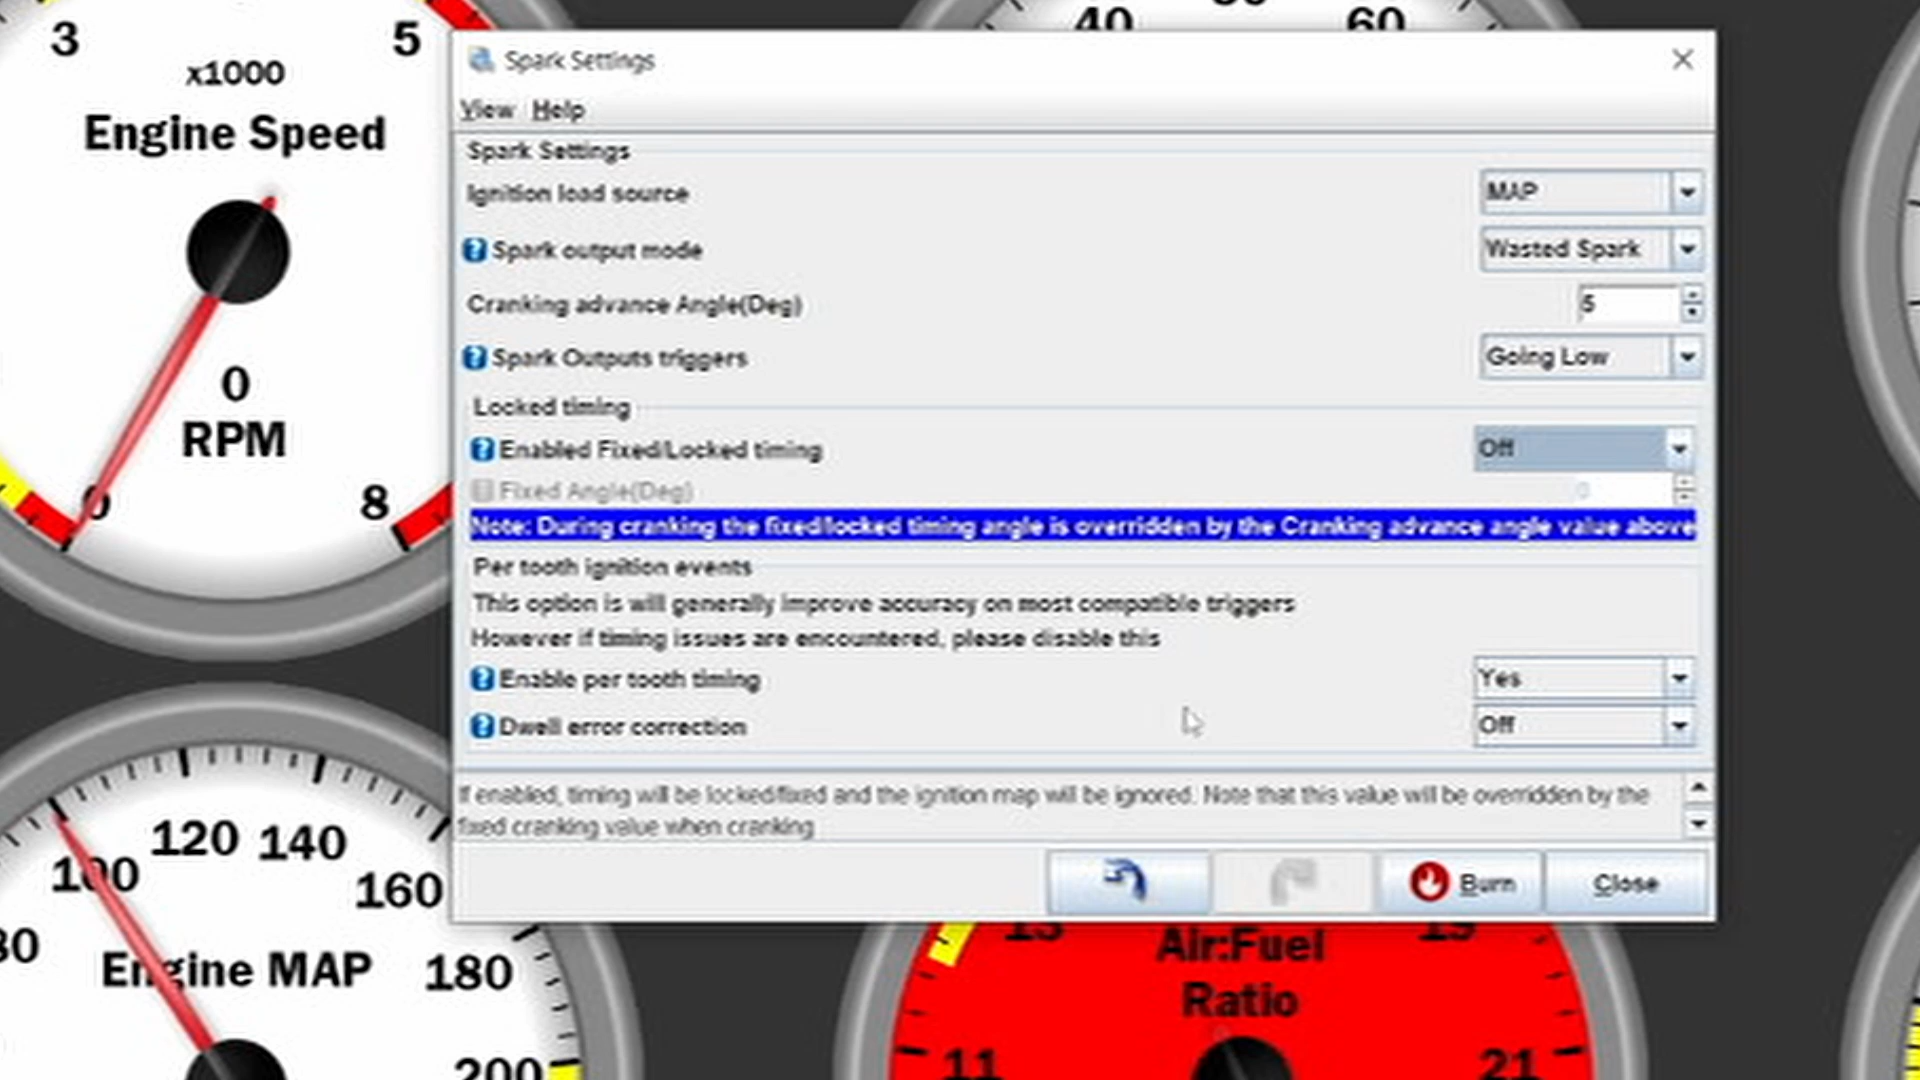 3
5
x1000
Engine Speed
0
RPM
0
8
40
60
Spark Settings
View Help
Spark Settings
Ignition load source
MAP
Spark output mode
Wasted Spark
Cranking advance Angle(Deg)
5
Spark Outputs triggers
Going Low
Locked timing
Enabled Fixed/Locked timing
Off
Fixed Angle(Deg)
0
Note: During cranking the fixed/locked timing angle is overridden by the Cranking advance angle value above
Per tooth ignition events
This option is will generally improve accuracy on most compatible triggers
However if timing issues are encountered, please disable this
Enable per tooth timing
Yes
Dwell error correction
Off
If enabled, timing will be locked/fixed and the ignition map will be ignored. Note that this value will be overridden by the
fixed cranking value when cranking
Burn
Close
100
120
140
160
180
200
Engine MAP
13
19
Air:Fuel
Ratio
11
21